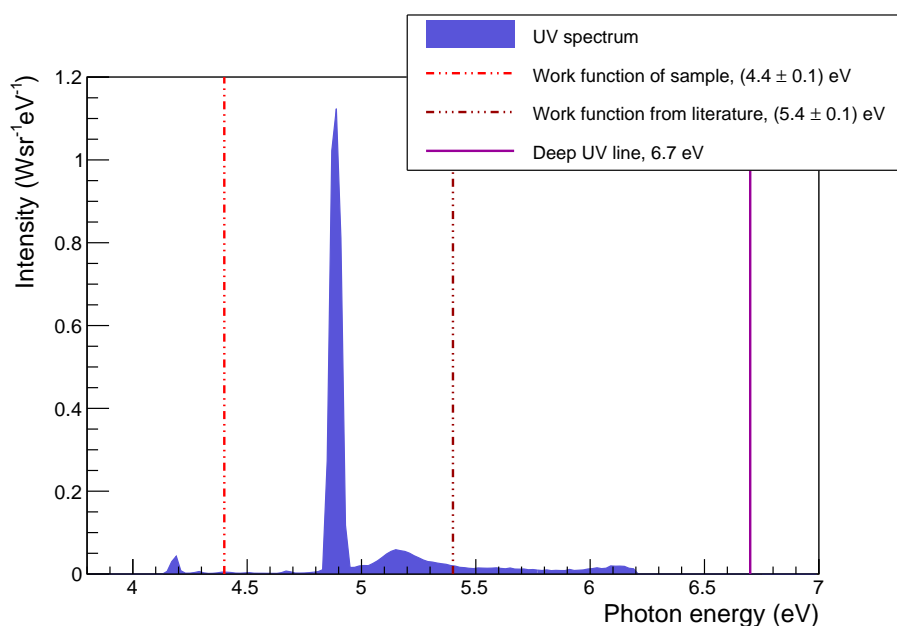 UV spectrum
Work function of sample, (4.4 ± 0.1) eV
Work function from literature, (5.4 ± 0.1) eV
Deep UV line, 6.7 eV
Intensity (Wsr⁻¹eV⁻¹)
1.2
1
0.8
0.6
0.4
0.2
0
4 4.5 5 5.5 6 6.5 7
Photon energy (eV)